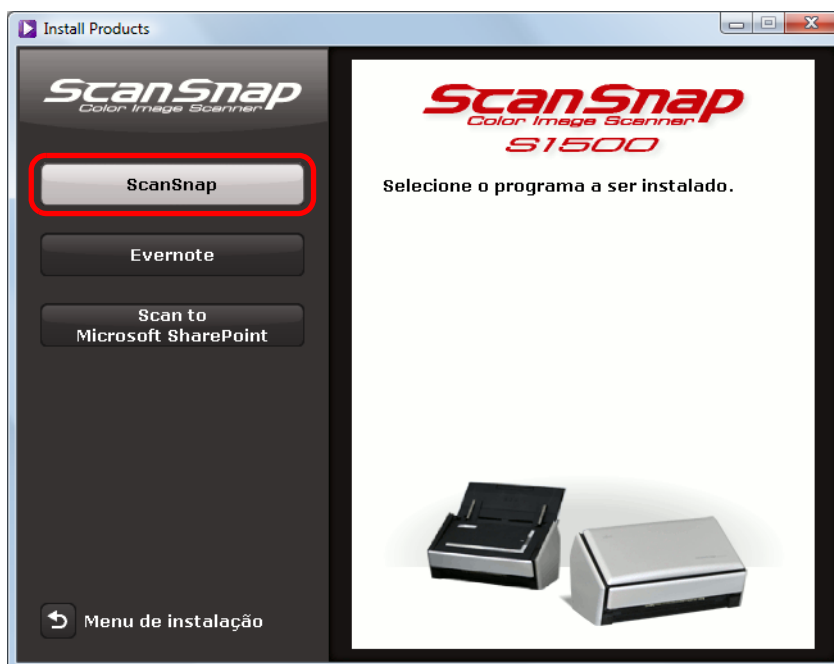 Install Products
ScanSnap
Color Image Scanner
ScanSnap
Evernote
Scan to
Microsoft SharePoint
Menu de instalação
ScanSnap
Color Image Scanner
S1500
Selecione o programa a ser instalado.